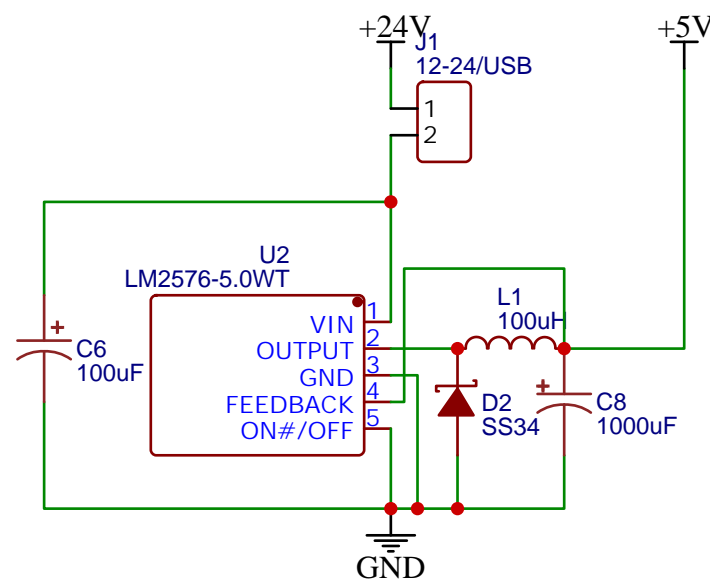 +24V
+5V
J1
12-24/USB
1
2
U2
LM2576-5.0WT
VIN 1
OUTPUT 2
GND 3
FEEDBACK 4
ON#/OFF 5
L1
100uH
+
C6
100uF
D2
SS34
+
C8
1000uF
GND